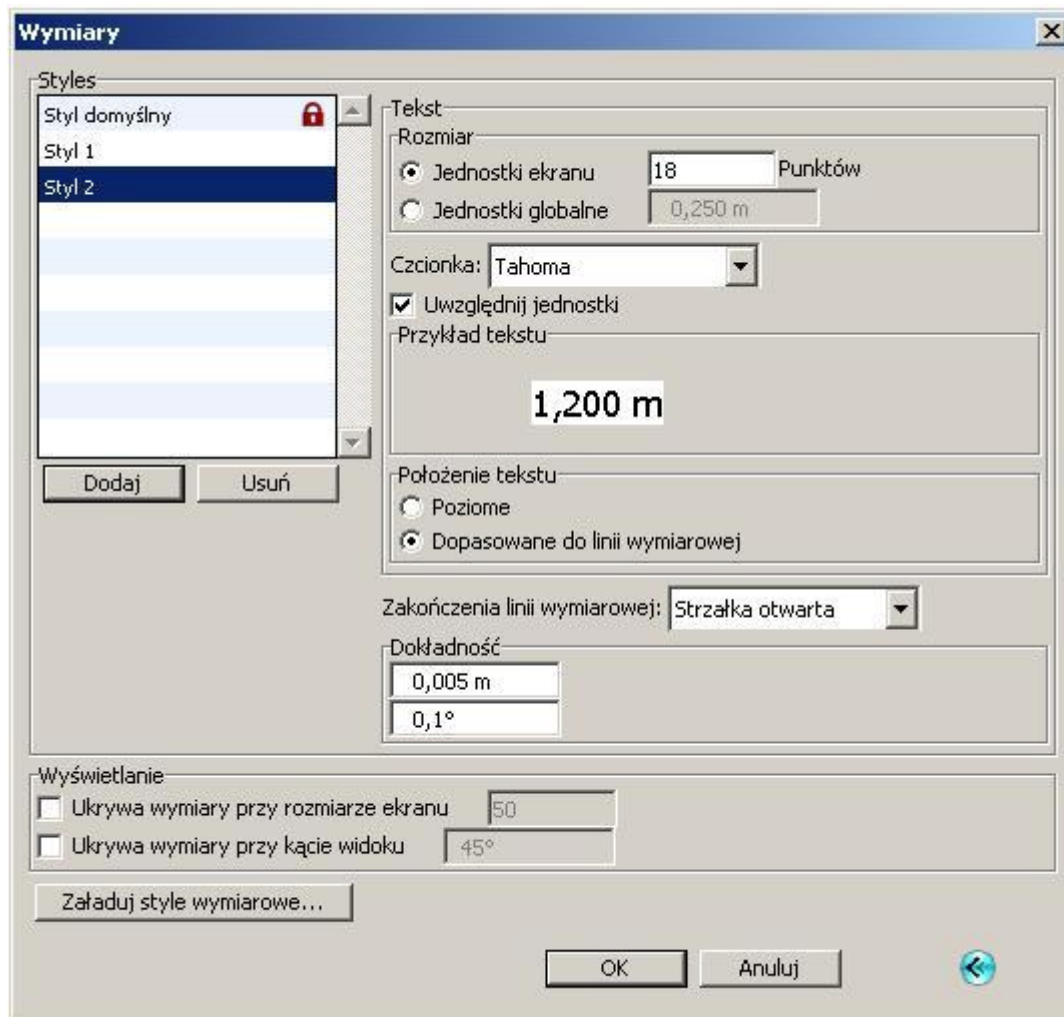 Wymiary
Styles
Styl domyślny
Styl 1
Styl 2
Dodaj Usuń
Tekst
Rozmiar
Jednostki ekranu 18 Punktów
Jednostki globalne 0,250 m
Czcionka: Tahoma
Uwzględnij jednostki
Przykład tekstu
1,200 m
Położenie tekstu
Poziome
Dopasowane do linii wymiarowej
Zakończenia linii wymiarowej: Strzałka otwarta
Dokładność
0,005 m
0,1°
Wyświetlanie
Ukrywa wymiary przy rozmiarze ekranu 50
Ukrywa wymiary przy kącie widoku 45°
Załaduj style wymiarowe...
OK Anuluj